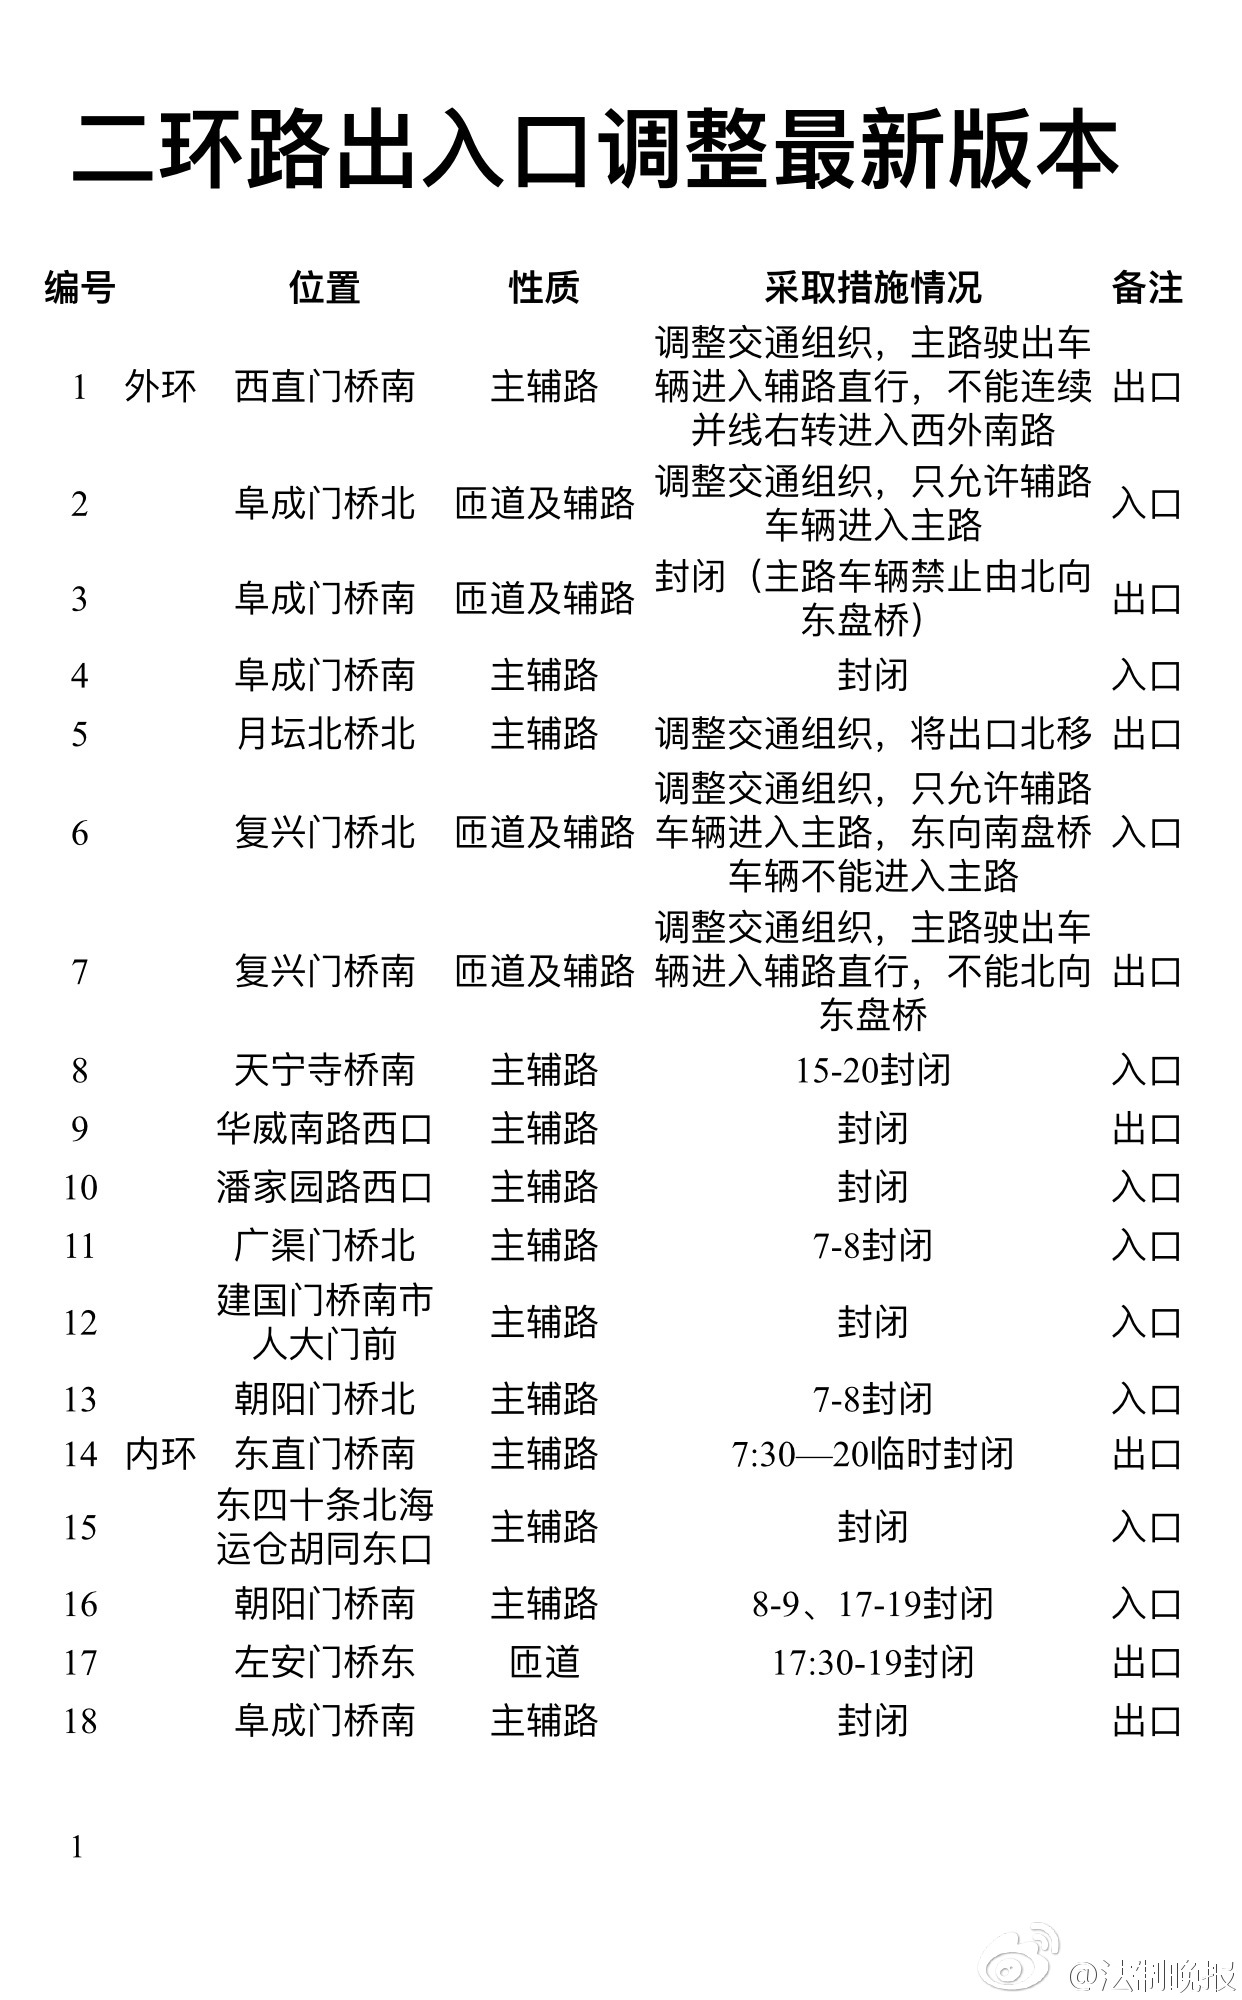 二环路出入口调整最新版本
编号 位置 性质 采取措施情况 备注
调整交通组织，主路驶出车
1 外环 西直门桥南 主辅路 辆进入辅路直行，不能连续 出口
并线右转进入西外南路
调整交通组织，只允许辅路
2 阜成门桥北 匝道及辅路 车辆进入主路 入口
封闭（主路车辆禁止由北向
3 阜成门桥南 匝道及辅路 东盘桥） 出口
4 阜成门桥南 主辅路 封闭 入口
5 月坛北桥北 主辅路 调整交通组织，将出口北移 出口
调整交通组织，只允许辅路
6 复兴门桥北 匝道及辅路 车辆进入主路，东向南盘桥 入口
车辆不能进入主路
调整交通组织，主路驶出车
7 复兴门桥南 匝道及辅路 辆进入辅路直行，不能北向 出口
东盘桥
8 天宁寺桥南 主辅路 15-20封闭 入口
9 华威南路西口 主辅路 封闭 出口
10 潘家园路西口 主辅路 封闭 入口
11 广渠门桥北 主辅路 7-8封闭 入口
建国门桥南市
12 人大门前 主辅路 封闭 入口
13 朝阳门桥北 主辅路 7-8封闭 入口
14 内环 东直门桥南 主辅路 7:30—20临时封闭 出口
东四十条北海
15 运仓胡同东口 主辅路 封闭 入口
16 朝阳门桥南 主辅路 8-9、17-19封闭 入口
17 左安门桥东 匝道 17:30-19封闭 出口
18 阜成门桥南 主辅路 封闭 出口
1
@法制晚报